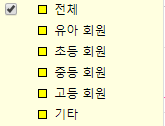 전체
유아 회원
초등 회원
중등 회원
고등 회원
기타